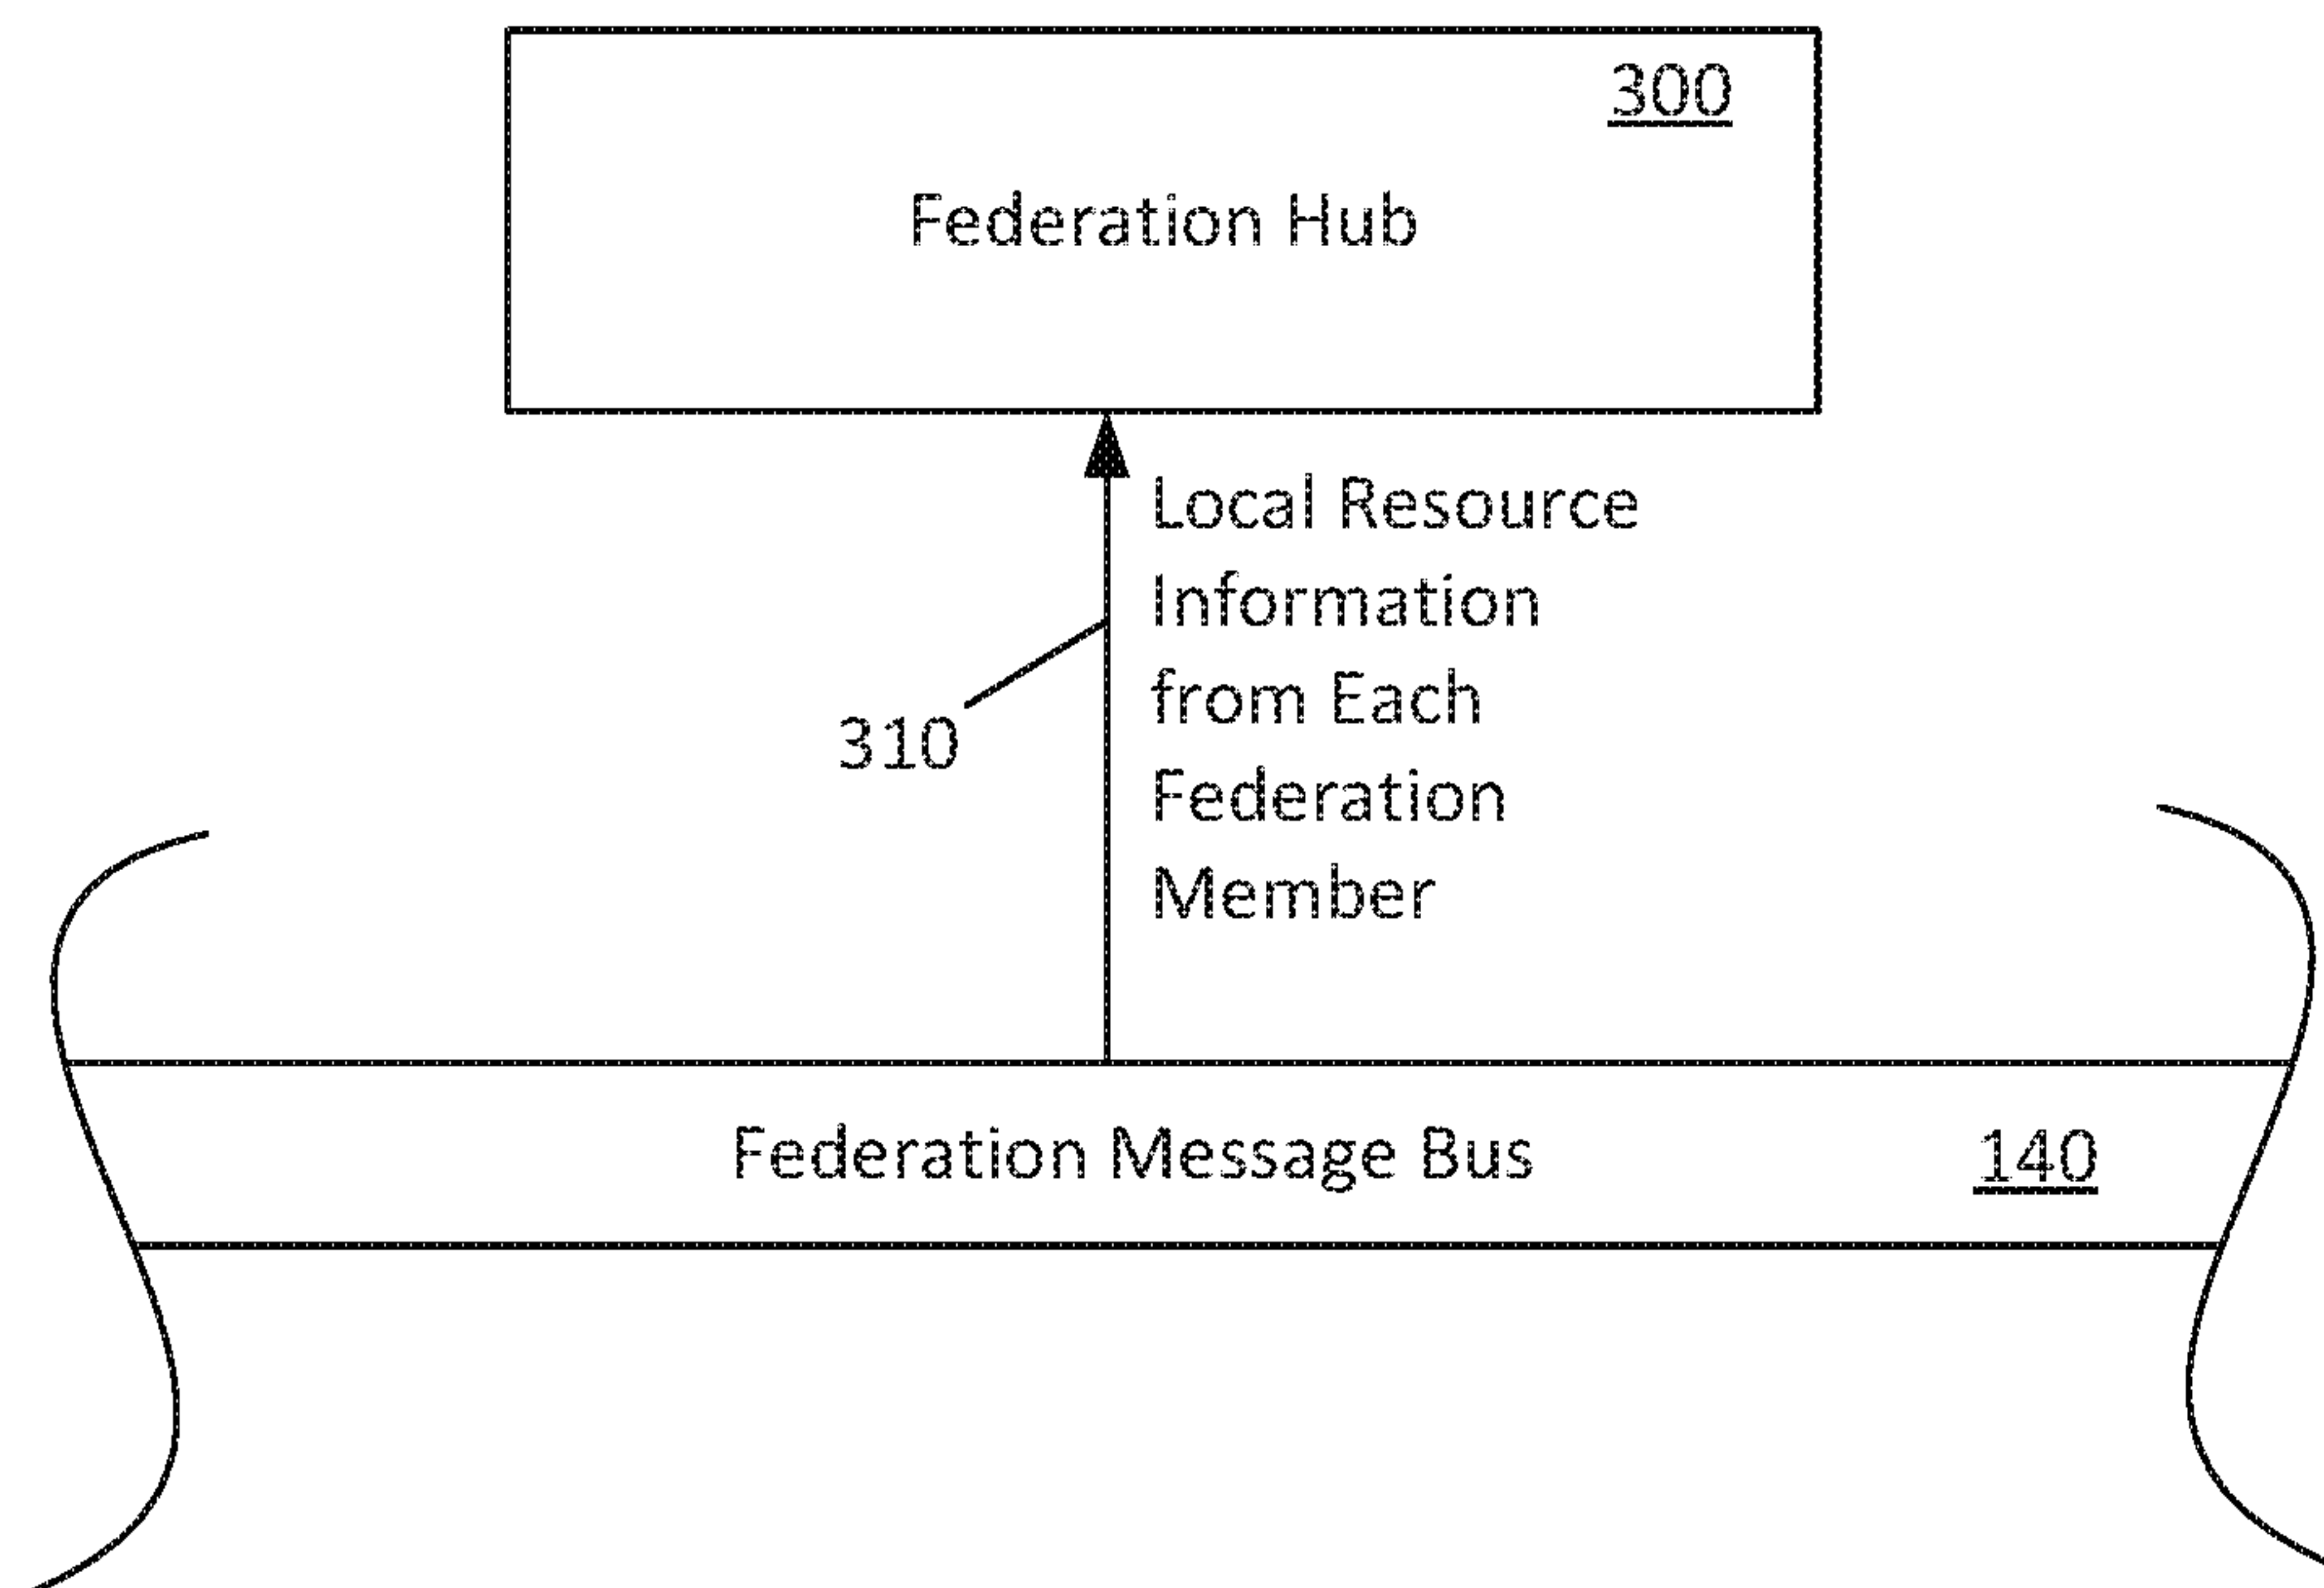 300
Federation Hub
Local Resource
Information
from Each
Federation
Member
310
Federation Message Bus
140